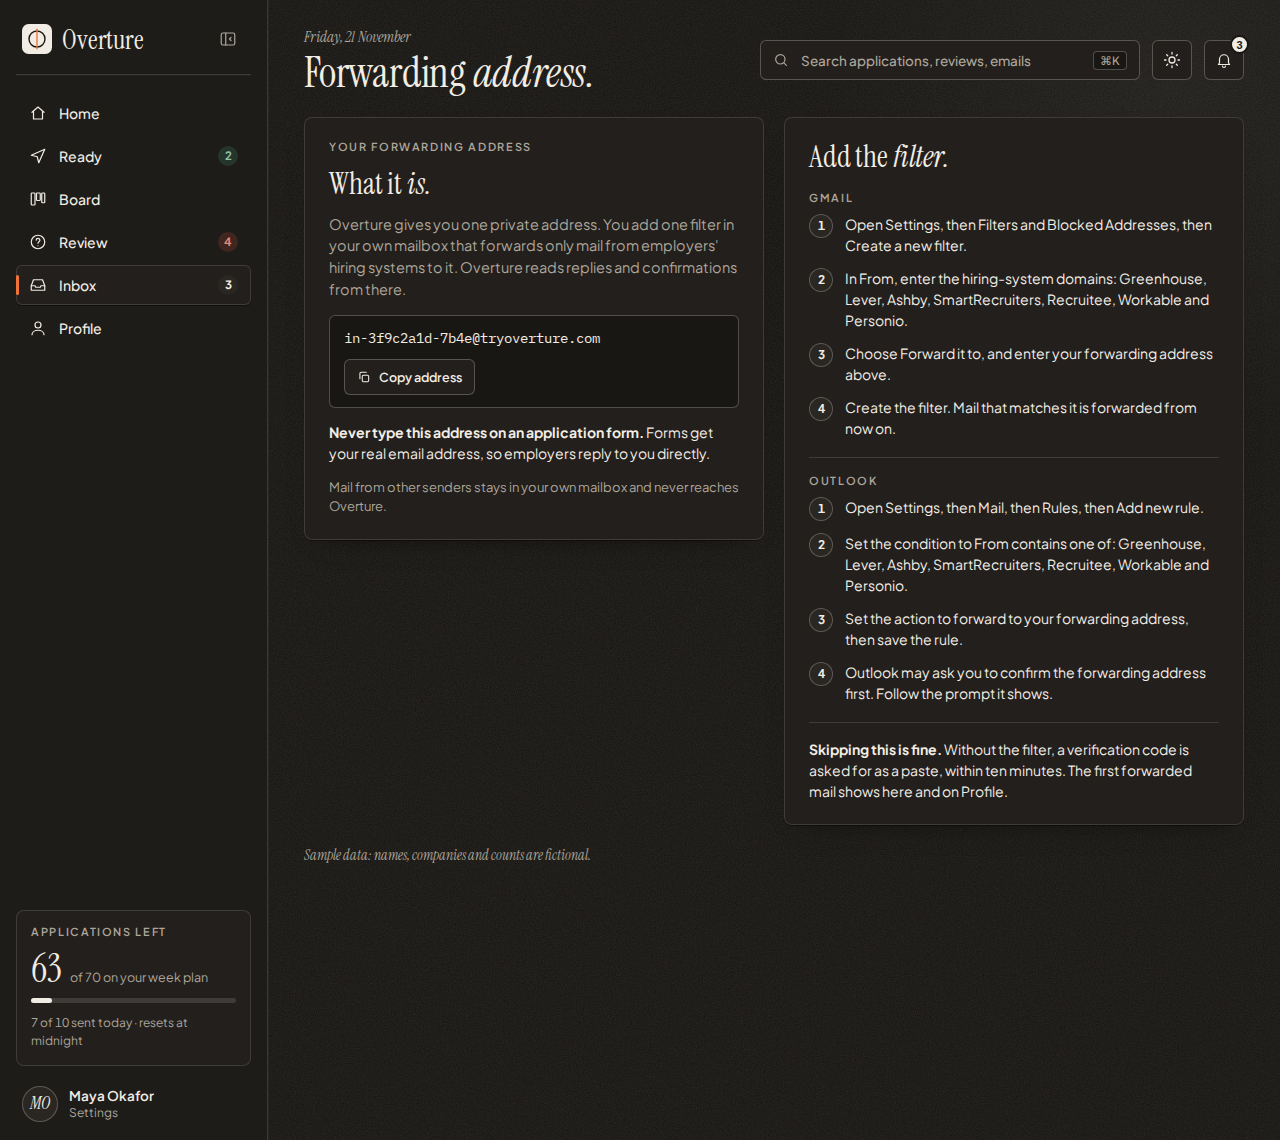 Overture
Home
Ready 2
Board
Review 4
Inbox 3
Profile
APPLICATIONS LEFT
63 of 70 on your week plan
7 of 10 sent today · resets at
midnight
MO
Maya Okafor
Settings
Friday, 21 November
Forwarding address.
Search applications, reviews, emails ⌘K
3
YOUR FORWARDING ADDRESS
What it is.
Overture gives you one private address. You add one filter in
your own mailbox that forwards only mail from employers'
hiring systems to it. Overture reads replies and confirmations
from there.
in-3f9c2a1d-7b4e@tryoverture.com
Copy address
Never type this address on an application form. Forms get
your real email address, so employers reply to you directly.
Mail from other senders stays in your own mailbox and never reaches
Overture.
Add the filter.
GMAIL
1 Open Settings, then Filters and Blocked Addresses, then
Create a new filter.
2 In From, enter the hiring-system domains: Greenhouse,
Lever, Ashby, SmartRecruiters, Recruitee, Workable and
Personio.
3 Choose Forward it to, and enter your forwarding address
above.
4 Create the filter. Mail that matches it is forwarded from
now on.
OUTLOOK
1 Open Settings, then Mail, then Rules, then Add new rule.
2 Set the condition to From contains one of: Greenhouse,
Lever, Ashby, SmartRecruiters, Recruitee, Workable and
Personio.
3 Set the action to forward to your forwarding address,
then save the rule.
4 Outlook may ask you to confirm the forwarding address
first. Follow the prompt it shows.
Skipping this is fine. Without the filter, a verification code is
asked for as a paste, within ten minutes. The first forwarded
mail shows here and on Profile.
Sample data: names, companies and counts are fictional.